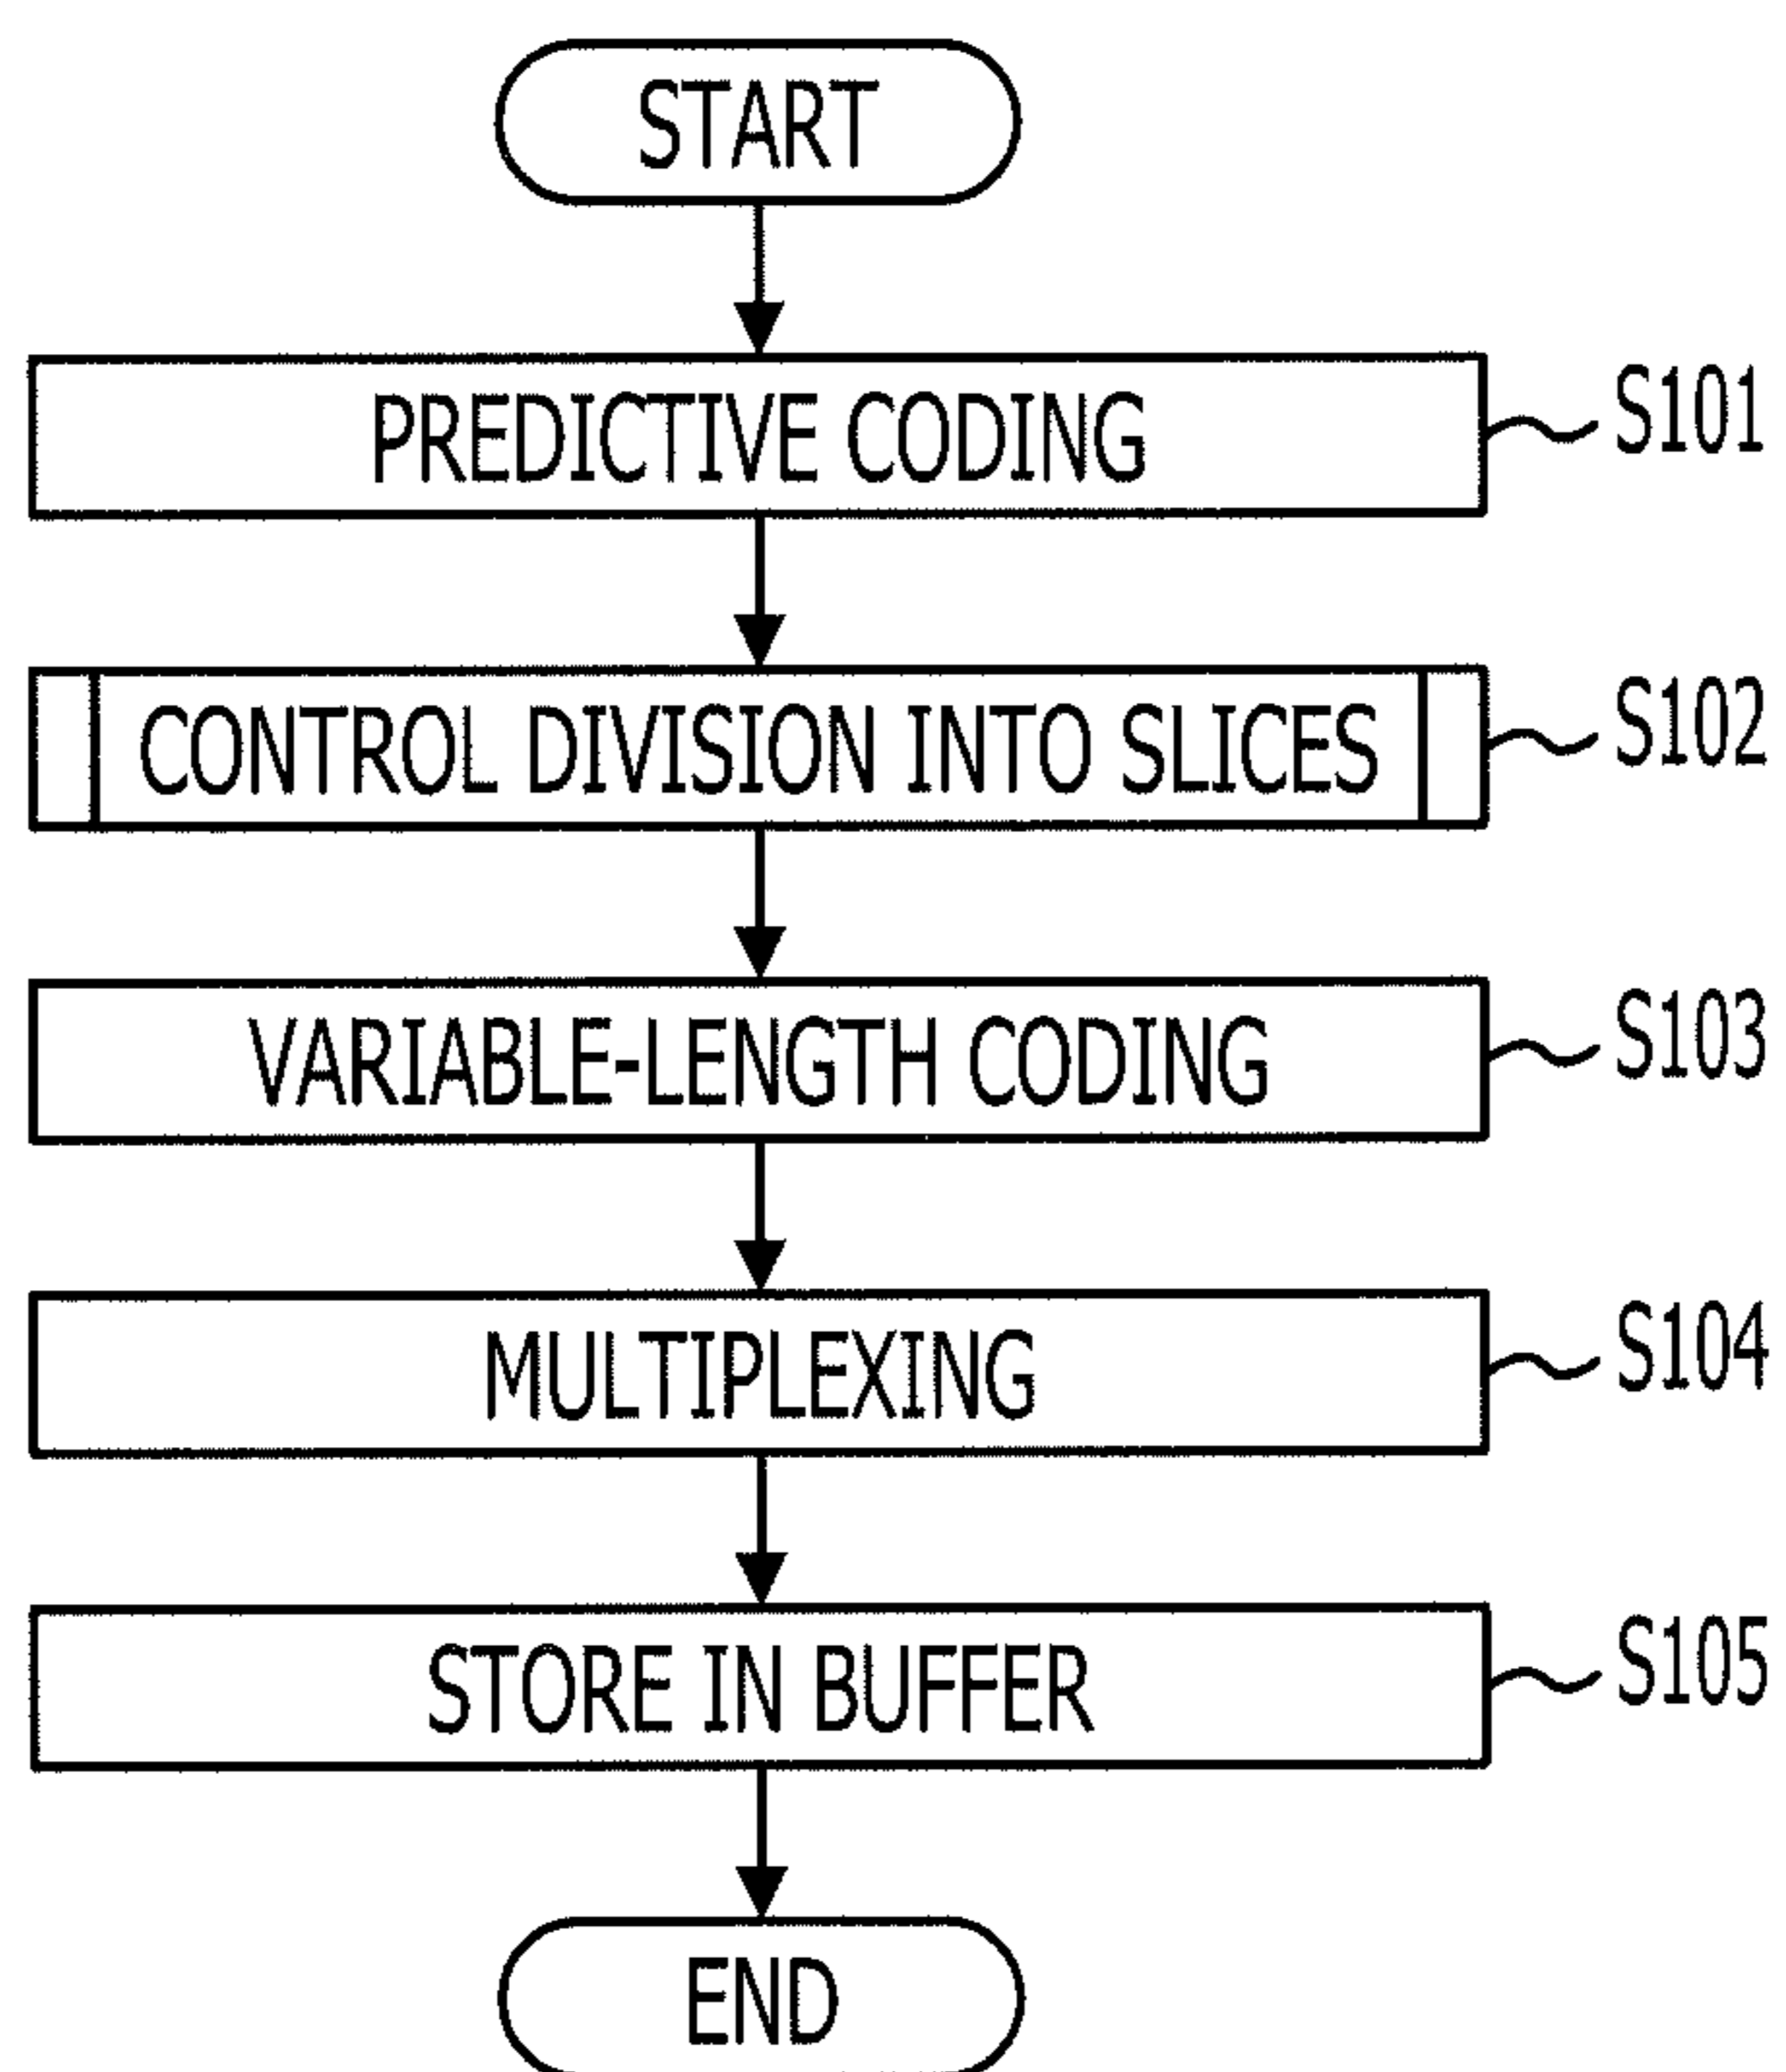 START
PREDICTIVE CODING S101
CONTROL DIVISION INTO SLICES S102
VARIABLE-LENGTH CODING S103
MULTIPLEXING S104
STORE IN BUFFER S105
END